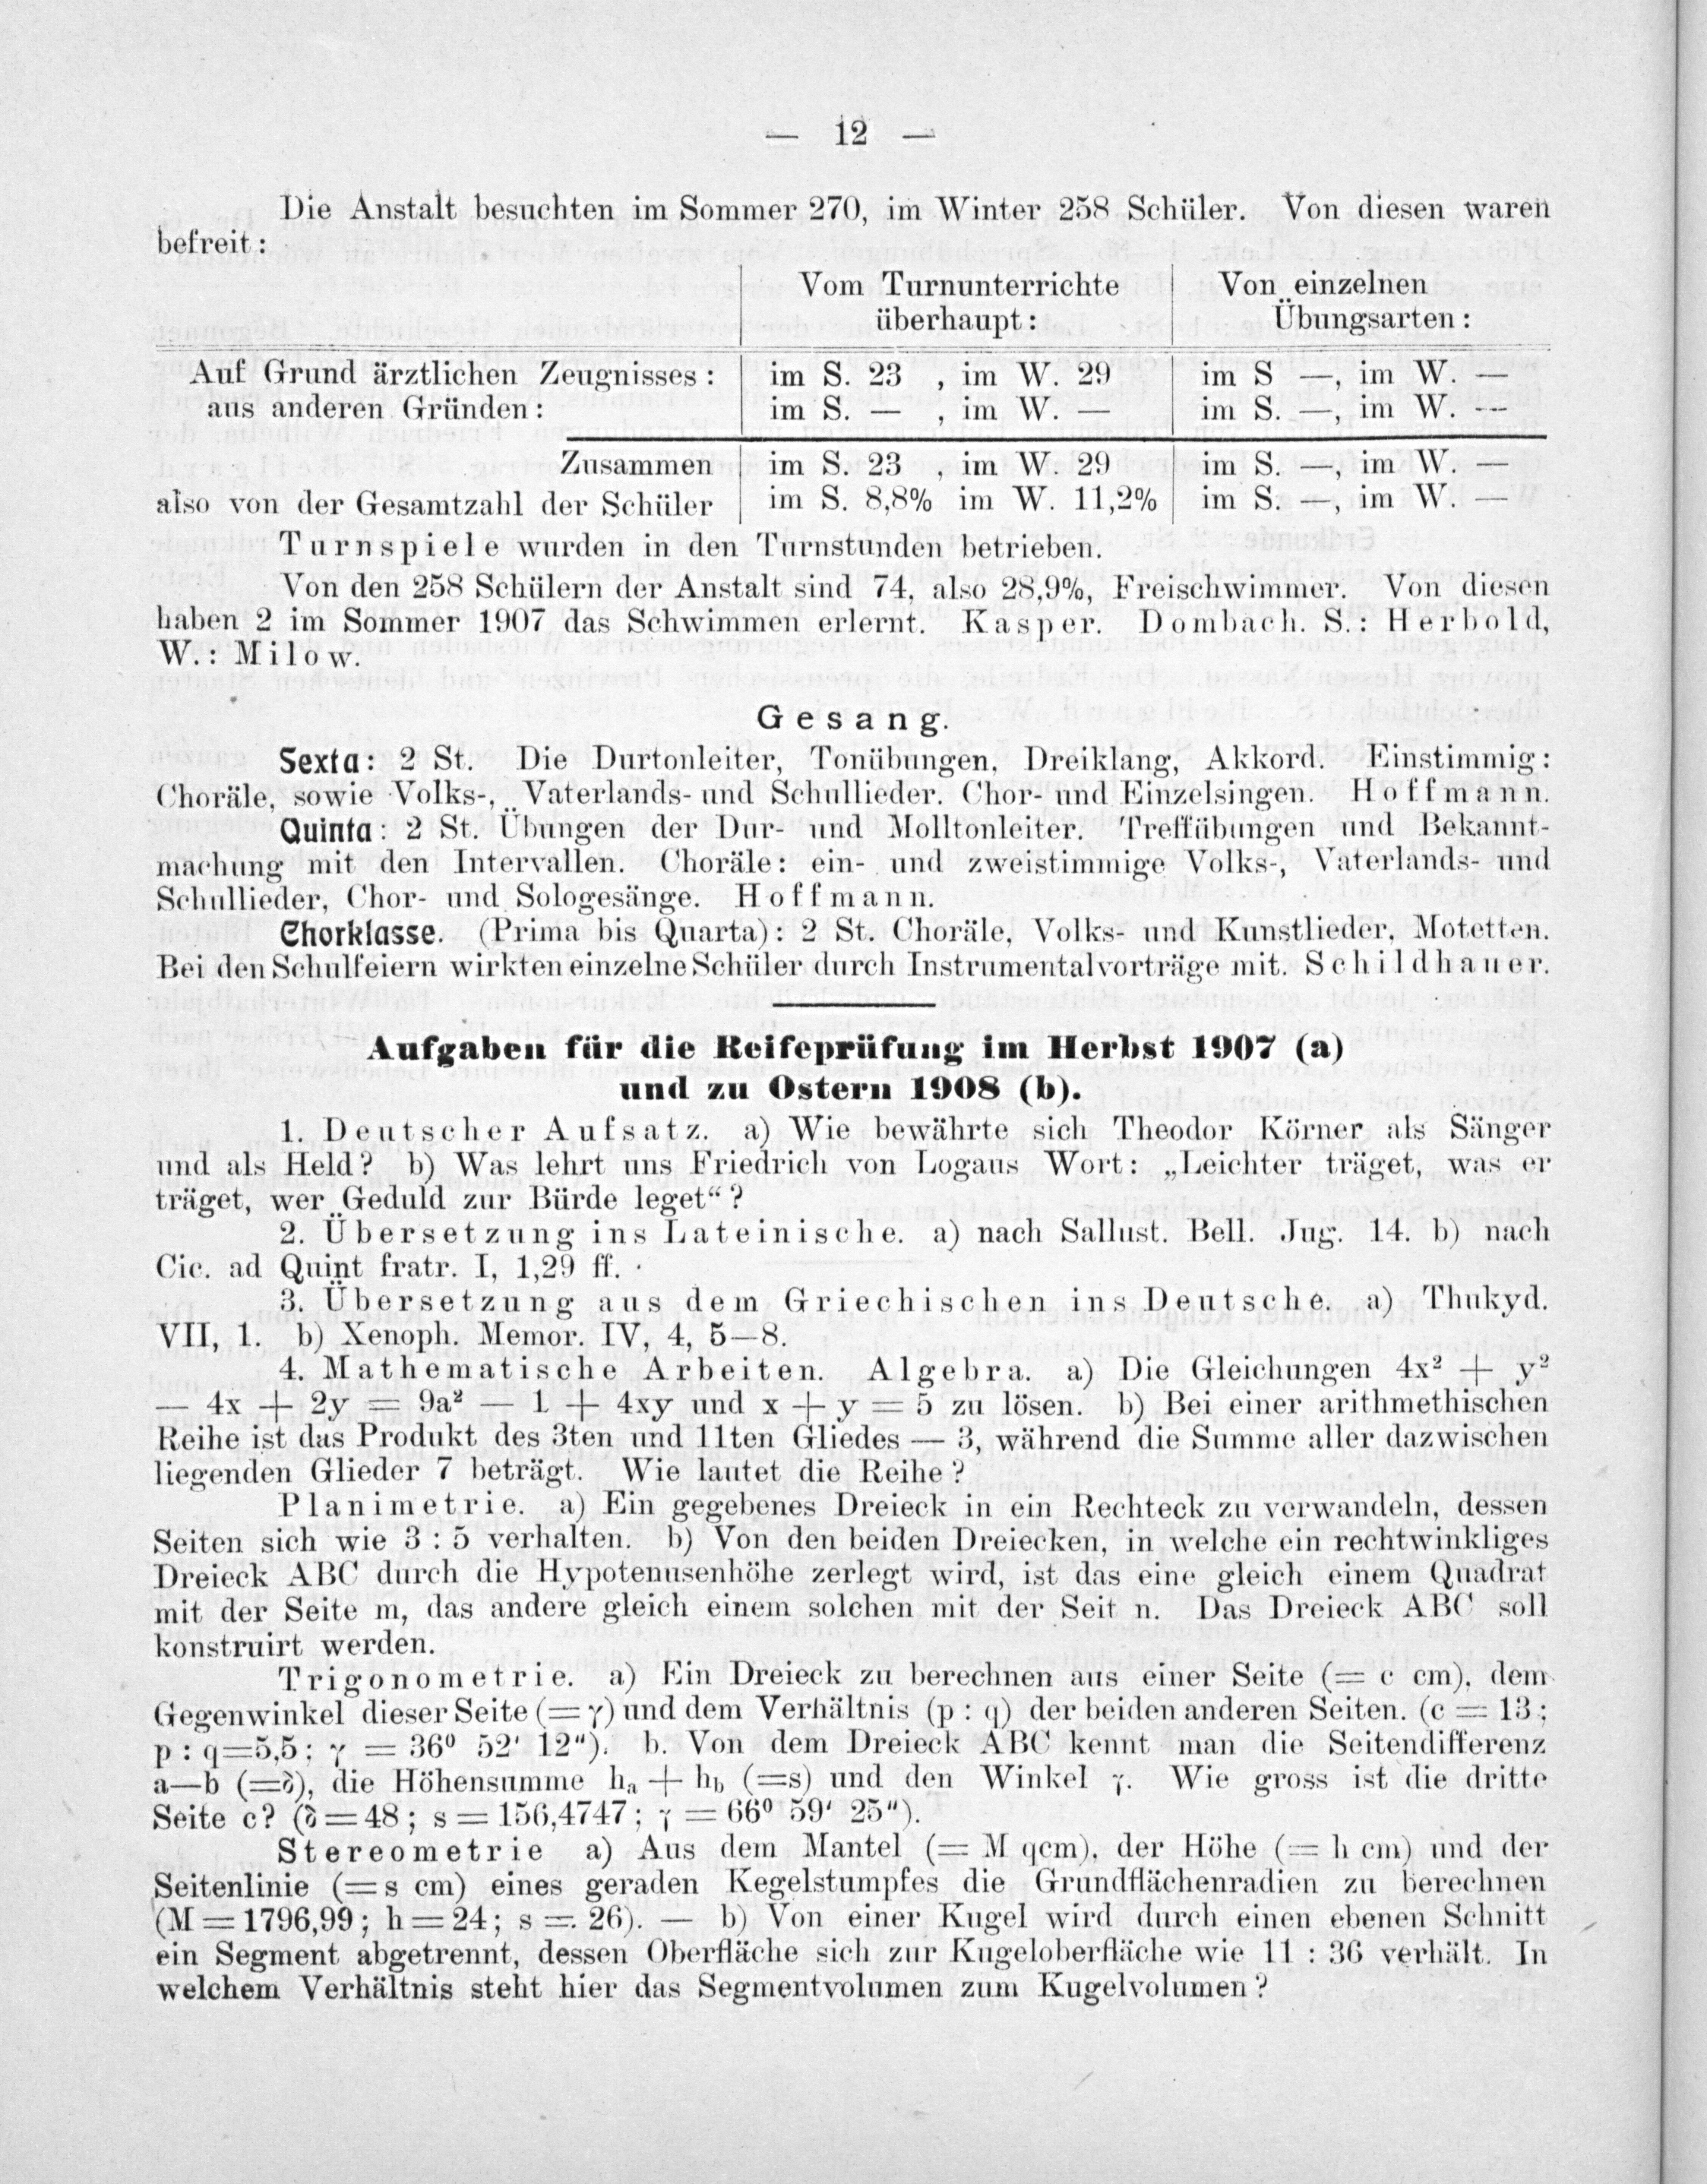 — 12 —
Die Anstalt besuchten im Sommer 270, im Winter 258 Schüler. Von diesen waren
befreit:
Vom Turnunterrichte Von einzelnen
überhaupt: Übungsarten:
Auf Grund ärztlichen Zeugnisses: im S. 23 , im W. 29 im S —, im W. —
aus anderen Gründen: im S. — , im W. — im S. —, im W. —
Zusammen im S. 23 , im W. 29 im S. —, im W. —
also von der Gesamtzahl der Schüler im S. 8,8% im W. 11,2% im S. —, im W. —
Turnspiele wurden in den Turnstunden betrieben.
Von den 258 Schülern der Anstalt sind 74, also 28,9%, Freischwimmer. Von diesen
haben 2 im Sommer 1907 das Schwimmen erlernt. Kasper. Dombach. S.: Herbold,
W.: Milow.
Gesang.
Sexta: 2 St. Die Durtonleiter, Tonübungen, Dreiklang, Akkord. Einstimmig:
Choräle, sowie Volks-, Vaterlands- und Schullieder. Chor- und Einzelsingen. Hoffmann.
Quinta: 2 St. Übungen der Dur- und Molltonleiter. Treffübungen und Bekannt-
machung mit den Intervallen. Choräle: ein- und zweistimmige Volks-, Vaterlands- und
Schullieder, Chor- und Sologesänge. Hoffmann.
Chorklasse. (Prima bis Quarta): 2 St. Choräle, Volks- und Kunstlieder, Motetten.
Bei den Schulfeiern wirkten einzelne Schüler durch Instrumentalvorträge mit. Schildhauer.
Aufgaben für die Reifeprüfung im Herbst 1907 (a)
und zu Ostern 1908 (b).
1. Deutscher Aufsatz. a) Wie bewährte sich Theodor Körner als Sänger
und als Held? b) Was lehrt uns Friedrich von Logaus Wort: „Leichter träget, was er
träget, wer Geduld zur Bürde leget“?
2. Übersetzung ins Lateinische. a) nach Sallust. Bell. Jug. 14. b) nach
Cic. ad Quint fratr. I, 1,29 ff.
3. Übersetzung aus dem Griechischen ins Deutsche. a) Thukyd.
VII, 1. b) Xenoph. Memor. IV, 4, 5—8.
4. Mathematische Arbeiten. Algebra. a) Die Gleichungen 4x² + y²
— 4x + 2y = 9a² — 1 + 4xy und x + y = 5 zu lösen. b) Bei einer arithmethischen
Reihe ist das Produkt des 3ten und 11ten Gliedes — 3, während die Summe aller dazwischen
liegenden Glieder 7 beträgt. Wie lautet die Reihe?
Planimetrie. a) Ein gegebenes Dreieck in ein Rechteck zu verwandeln, dessen
Seiten sich wie 3 : 5 verhalten. b) Von den beiden Dreiecken, in welche ein rechtwinkliges
Dreieck ABC durch die Hypotenusenhöhe zerlegt wird, ist das eine gleich einem Quadrat
mit der Seite m, das andere gleich einem solchen mit der Seit n. Das Dreieck ABC soll
konstruirt werden.
Trigonometrie. a) Ein Dreieck zu berechnen aus einer Seite (= c cm), dem
Gegenwinkel dieser Seite (= γ) und dem Verhältnis (p : q) der beiden anderen Seiten. (c = 13;
p : q=5,5; γ = 36⁰ 52' 12"). b. Von dem Dreieck ABC kennt man die Seitendifferenz
a—b (=δ), die Höhensumme hₐ + h_b (=s) und den Winkel γ. Wie gross ist die dritte
Seite c? (δ = 48; s = 156,4747; γ = 66⁰ 59' 25").
Stereometrie a) Aus dem Mantel (= M qcm), der Höhe (= h cm) und der
Seitenlinie (= s cm) eines geraden Kegelstumpfes die Grundflächenradien zu berechnen
(M = 1796,99; h = 24; s =. 26). — b) Von einer Kugel wird durch einen ebenen Schnitt
ein Segment abgetrennt, dessen Oberfläche sich zur Kugeloberfläche wie 11 : 36 verhält. In
welchem Verhältnis steht hier das Segmentvolumen zum Kugelvolumen?